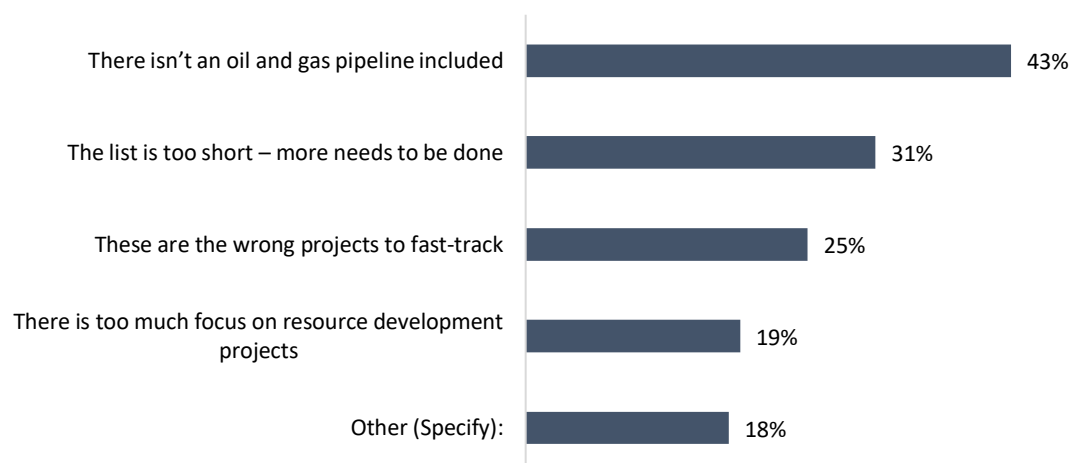 There isn’t an oil and gas pipeline included
43%
The list is too short – more needs to be done
31%
These are the wrong projects to fast-track
25%
There is too much focus on resource development
projects
19%
Other (Specify):
18%